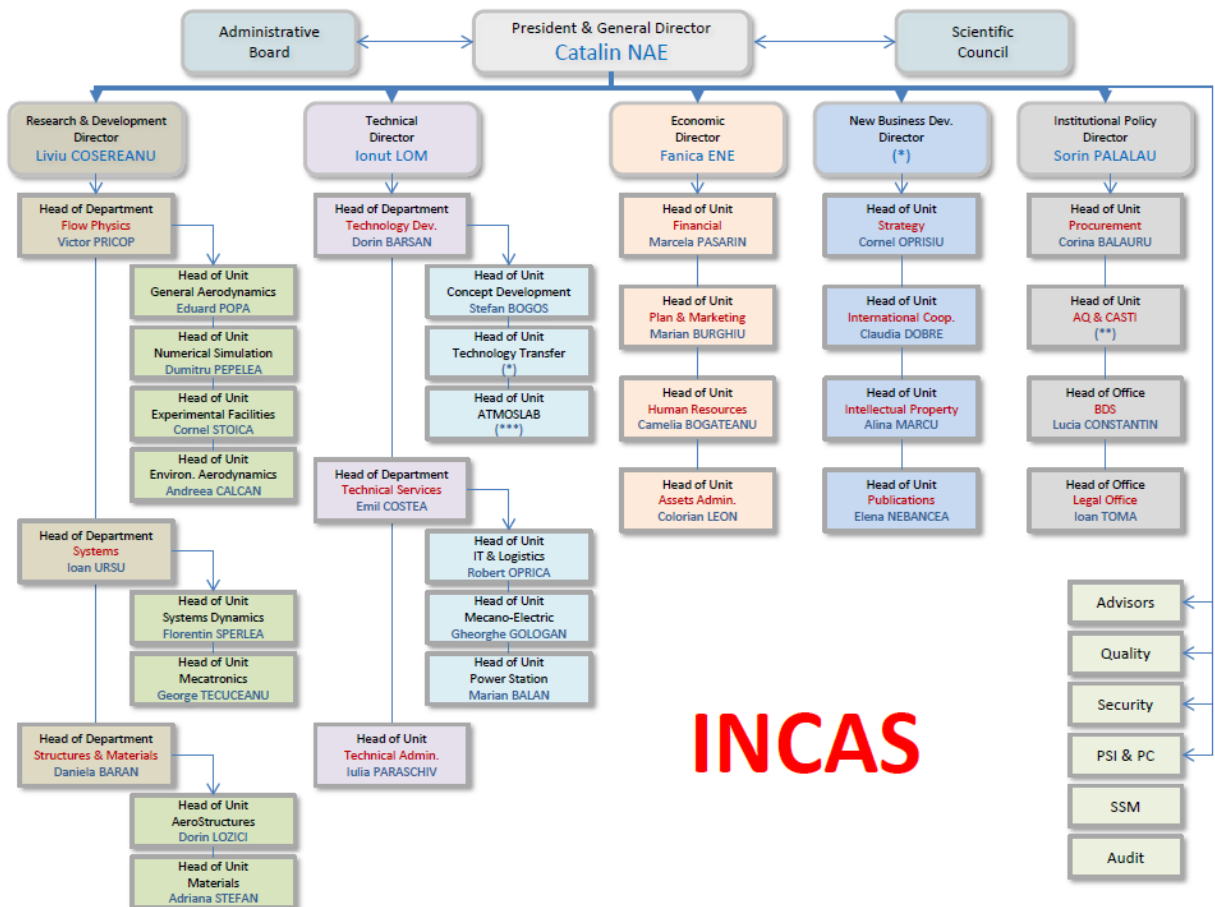 Administrative
Board
President & General Director
Catalin NAE
Scientific
Council
Research & Development
Director
Liviu COSEREANU
Technical
Director
Ionut LOM
Economic
Director
Fanica ENE
New Business Dev.
Director
(*)
Institutional Policy
Director
Sorin PALALAU
Head of Department
Flow Physics
Victor PRICOP
Head of Unit
General Aerodynamics
Eduard POPA
Head of Unit
Numerical Simulation
Dumitru PEPELEA
Head of Unit
Experimental Facilities
Cornel STOICA
Head of Unit
Environ. Aerodynamics
Andreea CALCAN
Head of Department
Systems
Ioan URSU
Head of Unit
Systems Dynamics
Florentin SPERLEA
Head of Unit
Mecatronics
George TECUCEANU
Head of Department
Structures & Materials
Daniela BARAN
Head of Unit
AeroStructures
Dorin LOZICI
Head of Unit
Materials
Adriana STEFAN
Head of Department
Technology Dev.
Dorin BARSAN
Head of Unit
Concept Development
Stefan BOGOS
Head of Unit
Technology Transfer
(*)
Head of Unit
ATMOSLAB
(***)
Head of Department
Technical Services
Emil COSTEA
Head of Unit
IT & Logistics
Robert OPRICA
Head of Unit
Mecano-Electric
Gheorghe GOLOGAN
Head of Unit
Power Station
Marian BALAN
Head of Unit
Technical Admin.
Iulia PARASCHIV
Head of Unit
Financial
Marcela PASARIN
Head of Unit
Plan & Marketing
Marian BURGHIU
Head of Unit
Human Resources
Camelia BOGATEANU
Head of Unit
Assets Admin.
Colorian LEON
Head of Unit
Strategy
Cornel OPRISIU
Head of Unit
International Coop.
Claudia DOBRE
Head of Unit
Intellectual Property
Alina MARCU
Head of Unit
Publications
Elena NEBANCEA
Head of Unit
Procurement
Corina BALAURU
Head of Unit
AQ & CASTI
(**)
Head of Office
BDS
Lucia CONSTANTIN
Head of Office
Legal Office
Ioan TOMA
Advisors
Quality
Security
PSI & PC
SSM
Audit
INCAS